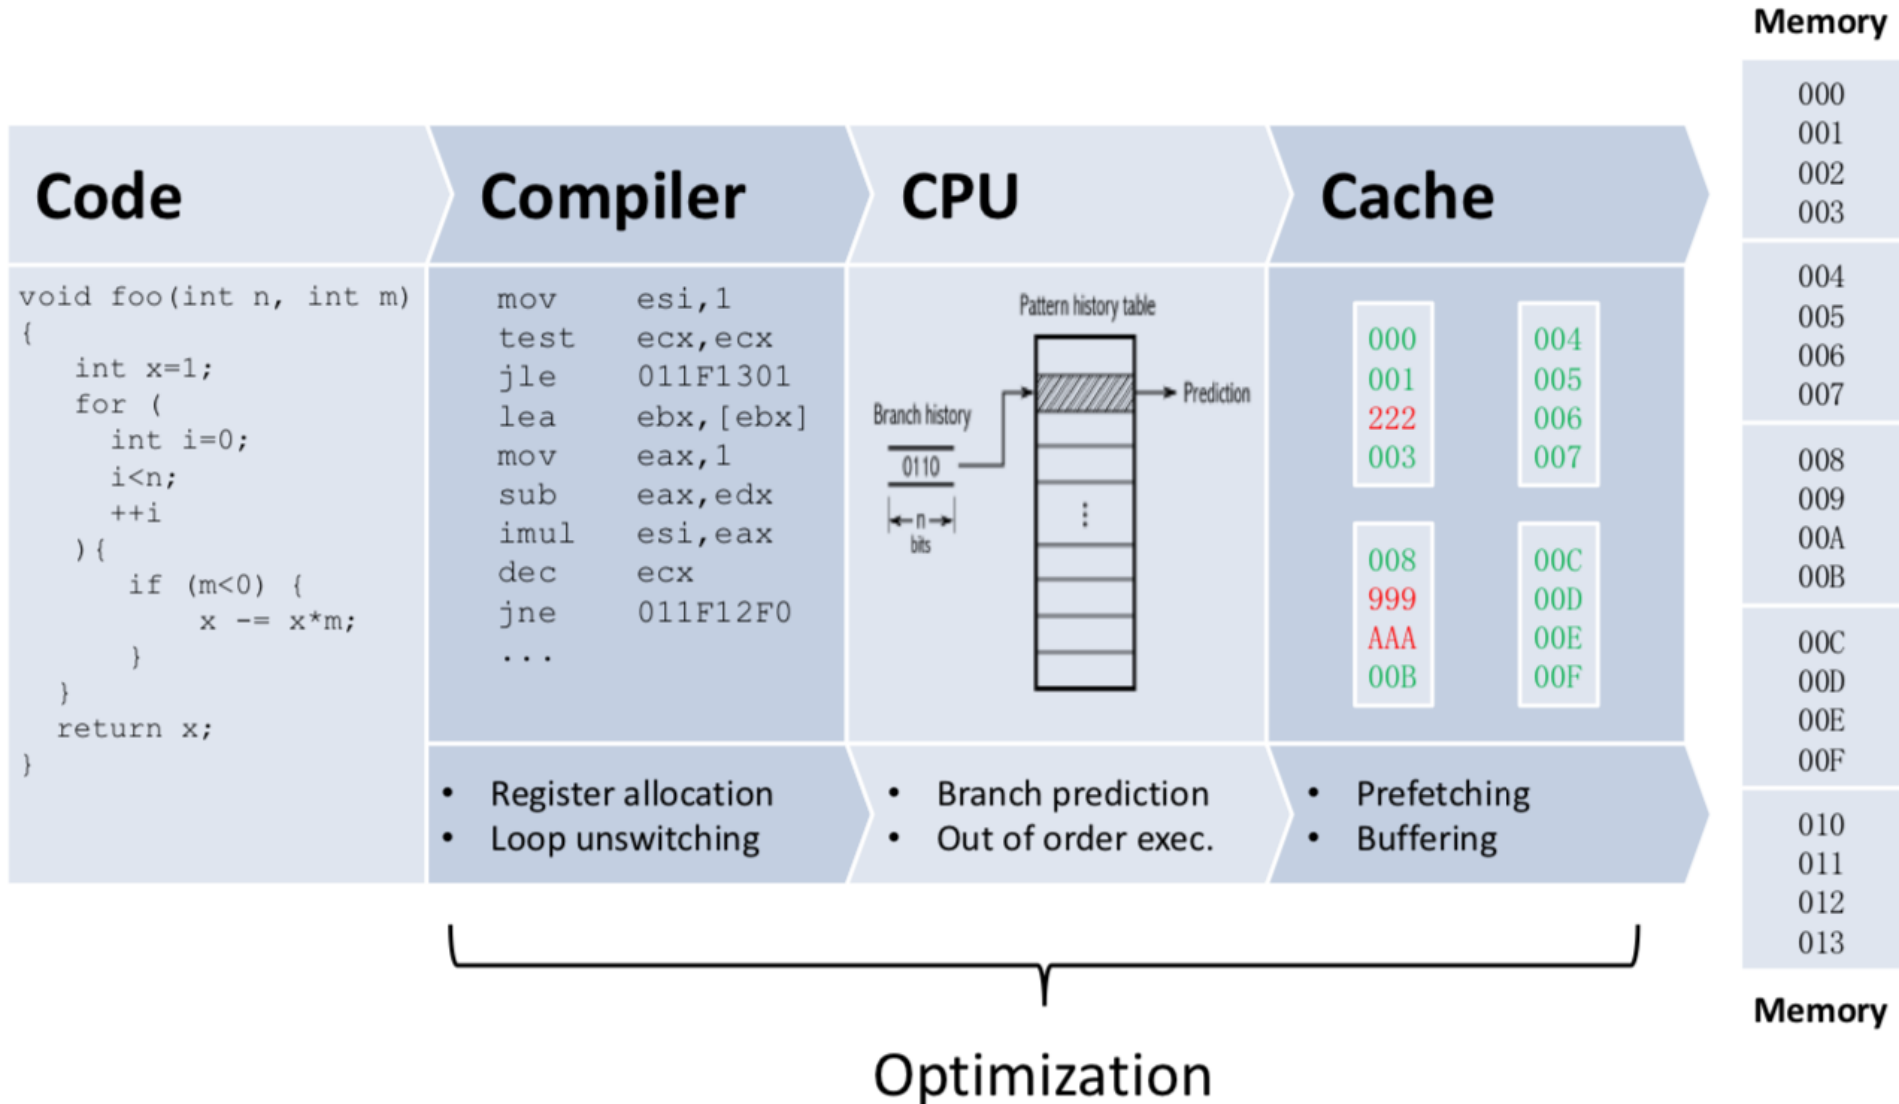 Memory
Code
Compiler
CPU
Cache
void foo(int n, int m)
{
int x=1;
for (
int i=0;
i<n;
++i
){
if (m<0) {
x -= x*m;
}
}
return x;
}
mov esi,1
test ecx,ecx
jle 011F1301
lea ebx,[ebx]
mov eax,1
sub eax,edx
imul esi,eax
dec ecx
jne 011F12F0
...
Pattern history table
Prediction
Branch history
0110
n
bits
000
001
222
003
004
005
006
007
008
999
AAA
00B
00C
00D
00E
00F
• Register allocation
• Loop unswitching
• Branch prediction
• Out of order exec.
• Prefetching
• Buffering
000
001
002
003
004
005
006
007
008
009
00A
00B
00C
00D
00E
00F
010
011
012
013
Memory
Optimization